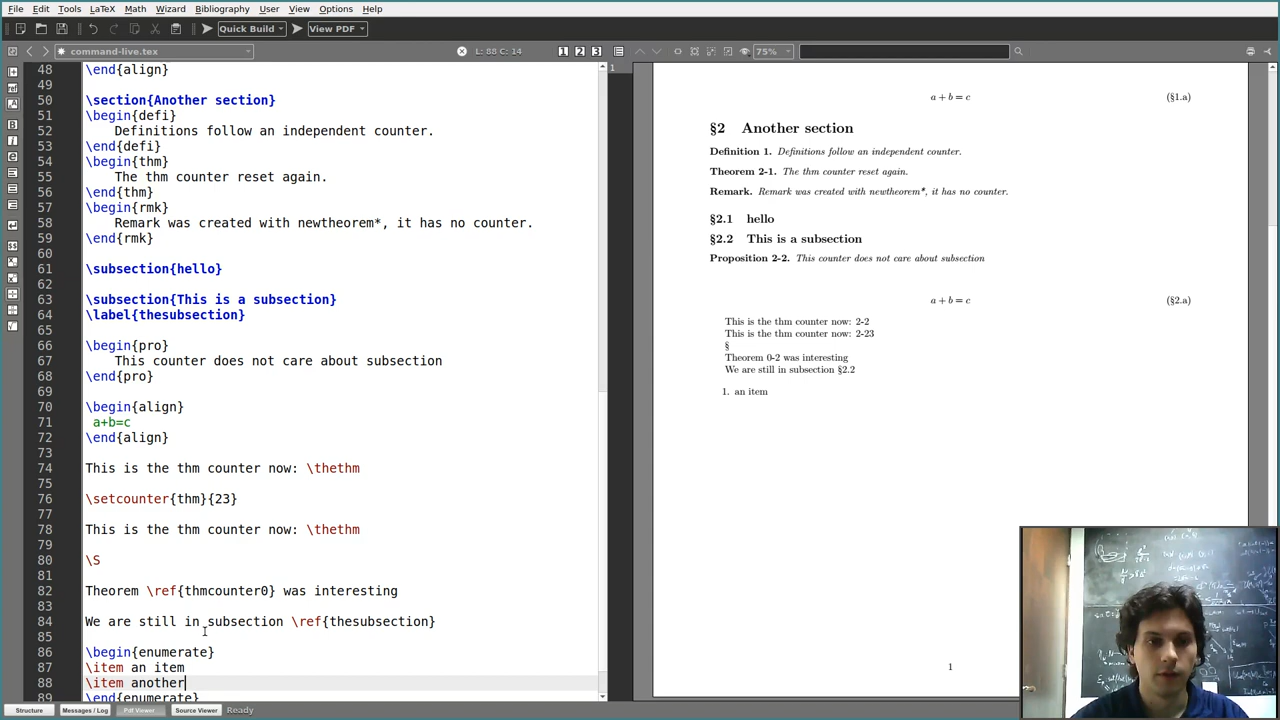 File Edit Tools LaTeX Math Wizard Bibliography User View Options Help
Quick Build View PDF
command-live.tex L: 88 C: 14 1 2 3 75%
1
48 \end{align}
49
50 \section{Another section}
51 \begin{defi}
52 Definitions follow an independent counter.
53 \end{defi}
54 \begin{thm}
55 The thm counter reset again.
56 \end{thm}
57 \begin{rmk}
58 Remark was created with newtheorem*, it has no counter.
59 \end{rmk}
60
61 \subsection{hello}
62
63 \subsection{This is a subsection}
64 \label{thesubsection}
65
66 \begin{pro}
67 This counter does not care about subsection
68 \end{pro}
69
70 \begin{align}
71 a+b=c
72 \end{align}
73
74 This is the thm counter now: \thethm
75
76 \setcounter{thm}{23}
77
78 This is the thm counter now: \thethm
79
80 \S
81
82 Theorem \ref{thmcounter0} was interesting
83
84 We are still in subsection \ref{thesubsection}
85
86 \begin{enumerate}
87 \item an item
88 \item another
89 \end{enumerate}
a + b = c (§1.a)
§2 Another section
Definition 1. Definitions follow an independent counter.
Theorem 2-1. The thm counter reset again.
Remark. Remark was created with newtheorem*, it has no counter.
§2.1 hello
§2.2 This is a subsection
Proposition 2-2. This counter does not care about subsection
a + b = c (§2.a)
This is the thm counter now: 2-2
This is the thm counter now: 2-23
§
Theorem 0-2 was interesting
We are still in subsection §2.2
1. an item
1
Structure Messages / Log Pdf Viewer Source Viewer Ready